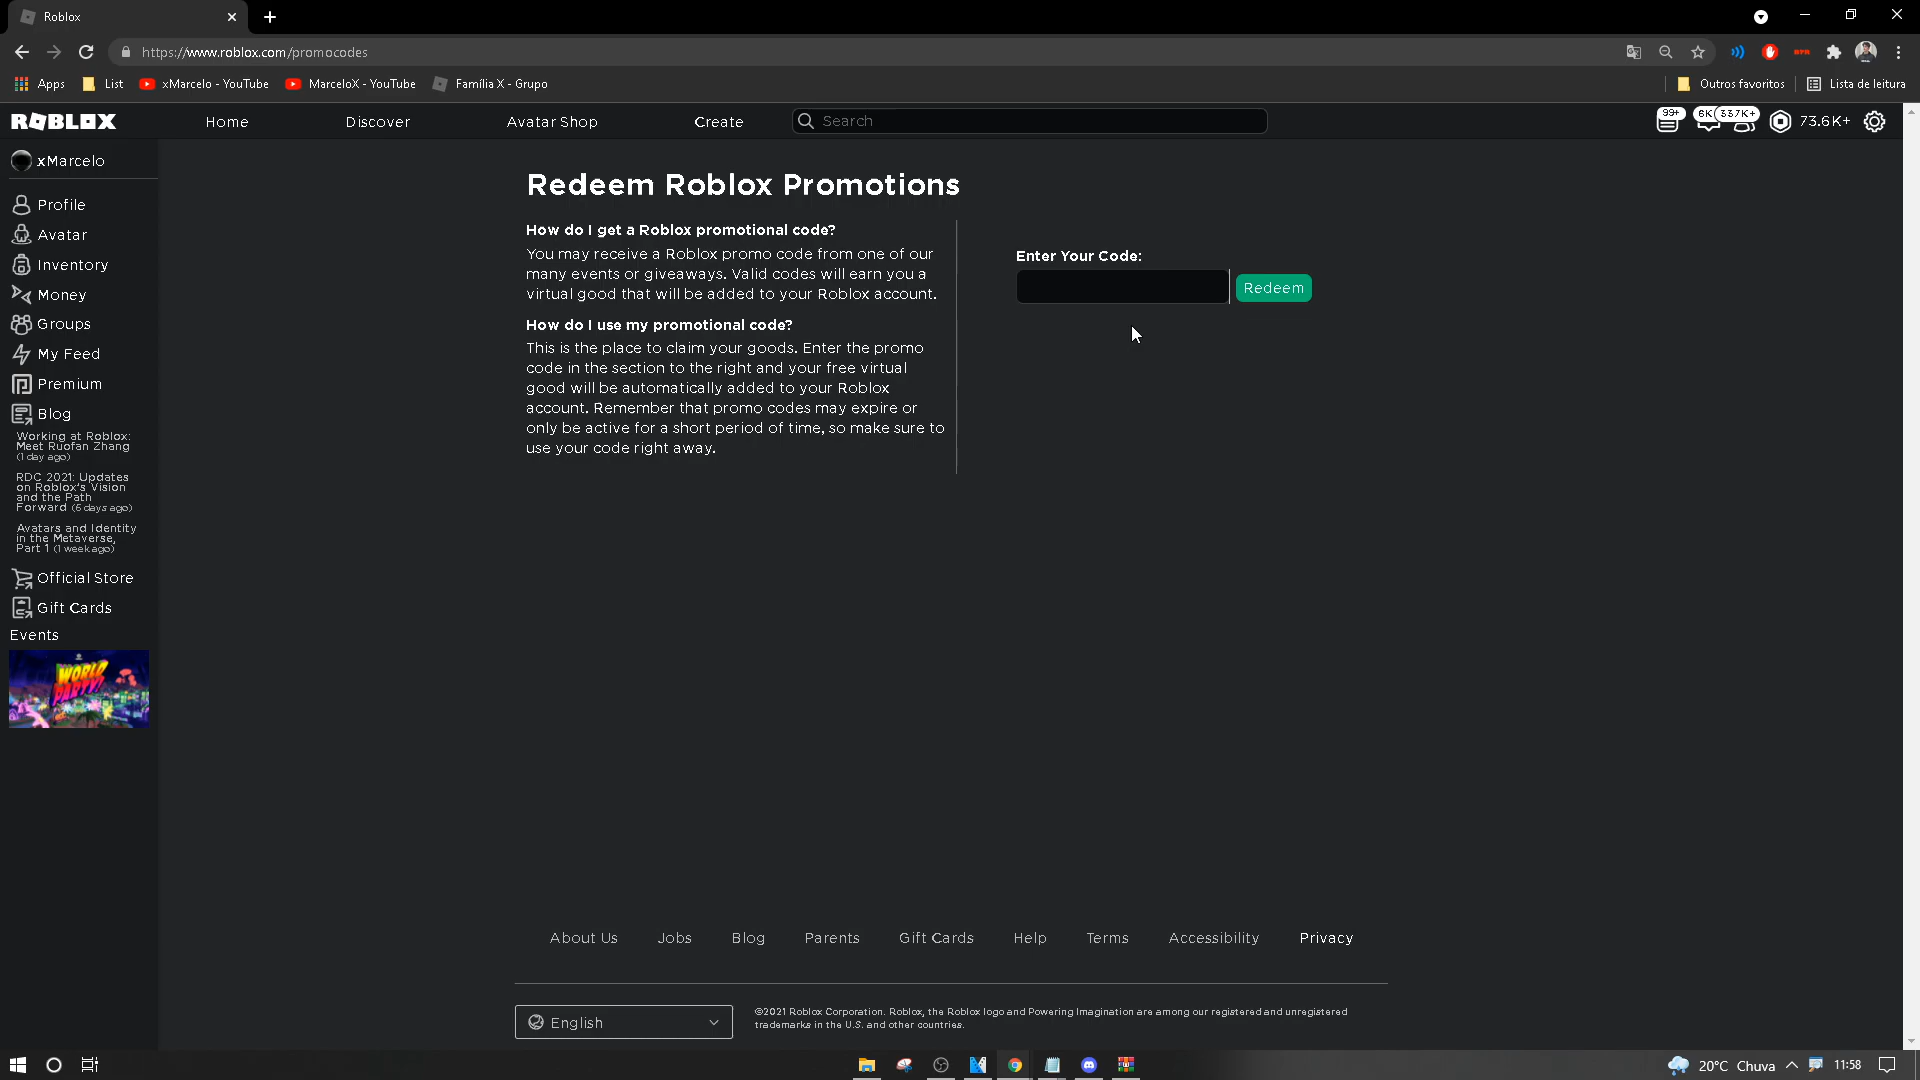 Roblox
https://www.roblox.com/promocodes
Apps
List
xMarcelo - YouTube
MarceloX - YouTube
Família X - Grupo
Outros favoritos
Lista de leitura
ROBLOX
Home
Discover
Avatar Shop
Create
Search
99+
6K
337K+
73.6K+
xMarcelo
Profile
Avatar
Inventory
Money
Groups
My Feed
Premium
Blog
Working at Roblox:
Meet Ruofan Zhang
(1 day ago)
RDC 2021: Updates
on Roblox's Vision
and the Path
Forward (6 days ago)
Avatars and Identity
in the Metaverse,
Part 1 (1 week ago)
Official Store
Gift Cards
Events
WORLD
PARTY!
Redeem Roblox Promotions
How do I get a Roblox promotional code?
You may receive a Roblox promo code from one of our
many events or giveaways. Valid codes will earn you a
virtual good that will be added to your Roblox account.
How do I use my promotional code?
This is the place to claim your goods. Enter the promo
code in the section to the right and your free virtual
good will be automatically added to your Roblox
account. Remember that promo codes may expire or
only be active for a short period of time, so make sure to
use your code right away.
Enter Your Code:
Redeem
About Us
Jobs
Blog
Parents
Gift Cards
Help
Terms
Accessibility
Privacy
English
©2021 Roblox Corporation. Roblox, the Roblox logo and Powering Imagination are among our registered and unregistered
trademarks in the U.S. and other countries.
20°C Chuva
11:58